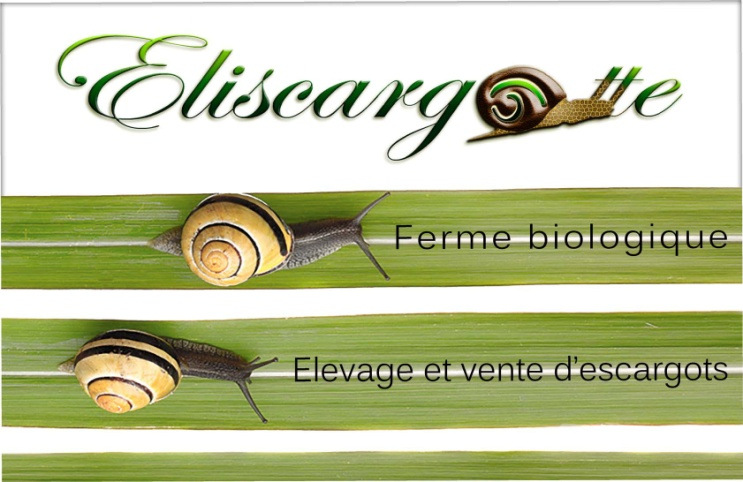 Eliscargotte
Ferme biologique
Elevage et vente d'escargots